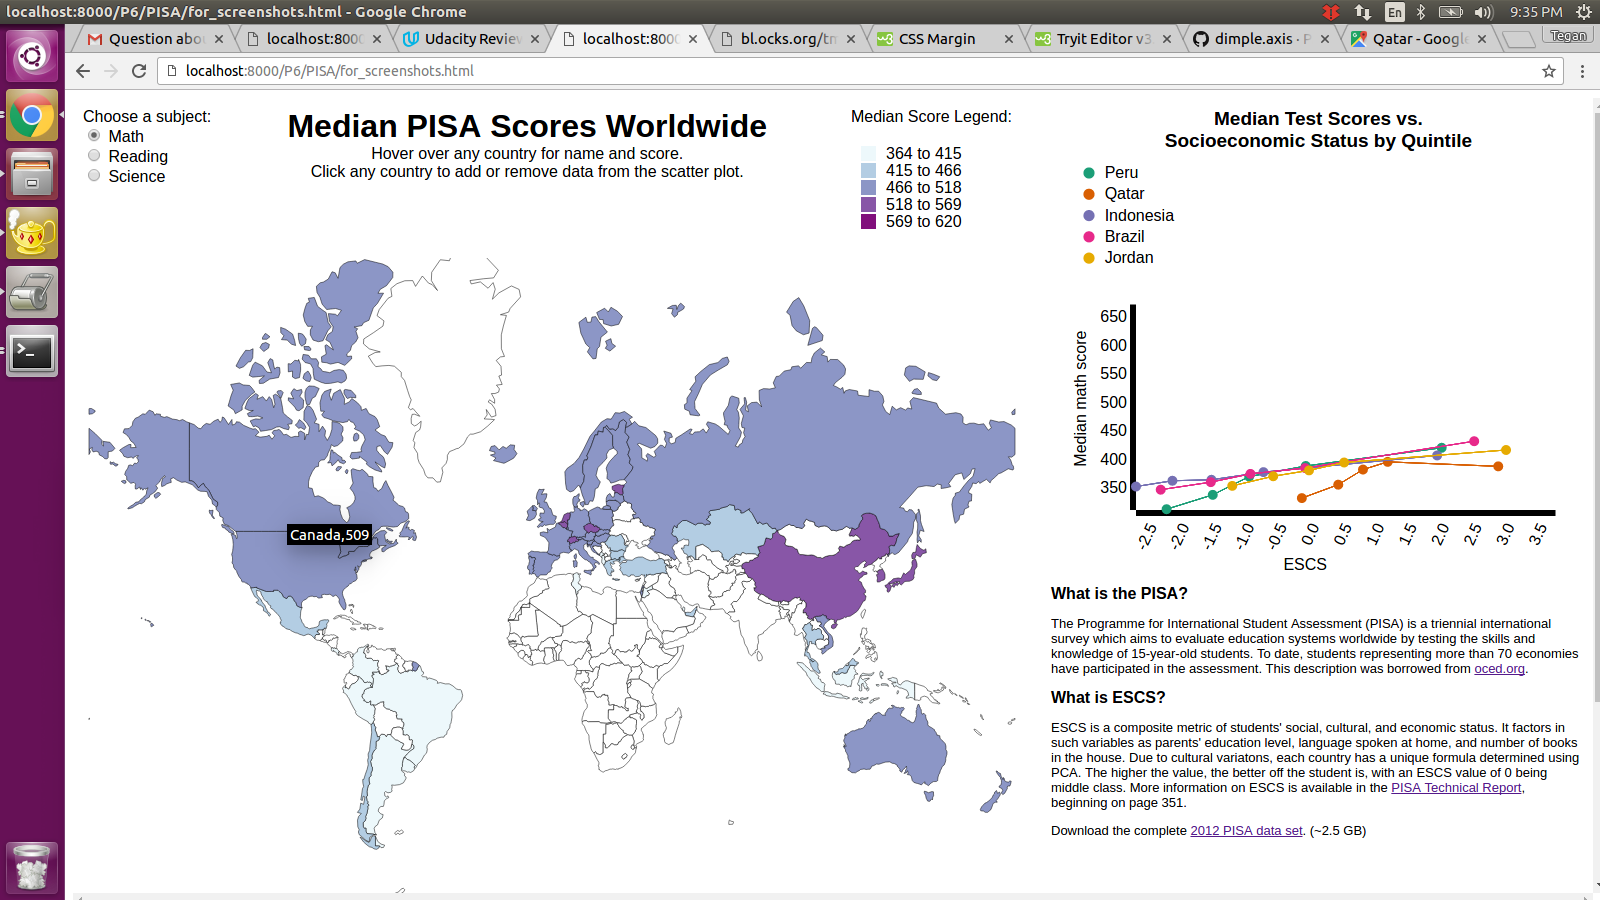 localhost:8000/P6/PISA/for_screenshots.html - Google Chrome
En
9:35 PM
Question abo
localhost:800
Udacity Review
localhost:800
bl.ocks.org/tm
CSS Margin
Tryit Editor v3
dimple.axis · P
Qatar - Google
Tegan
localhost:8000/P6/PISA/for_screenshots.html
Choose a subject:
Math
Reading
Science
Median PISA Scores Worldwide
Hover over any country for name and score.
Click any country to add or remove data from the scatter plot.
Median Score Legend:
364 to 415
415 to 466
466 to 518
518 to 569
569 to 620
Canada,509
Median Test Scores vs.
Socioeconomic Status by Quintile
Peru
Qatar
Indonesia
Brazil
Jordan
650
600
550
500
450
400
350
Median math score
-2.5
-2.0
-1.5
-1.0
-0.5
0.0
0.5
1.0
1.5
2.0
2.5
3.0
3.5
ESCS
What is the PISA?
The Programme for International Student Assessment (PISA) is a triennial international
survey which aims to evaluate education systems worldwide by testing the skills and
knowledge of 15-year-old students. To date, students representing more than 70 economies
have participated in the assessment. This description was borrowed from oced.org.
What is ESCS?
ESCS is a composite metric of students' social, cultural, and economic status. It factors in
such variables as parents' education level, language spoken at home, and number of books
in the house. Due to cultural variatons, each country has a unique formula determined using
PCA. The higher the value, the better off the student is, with an ESCS value of 0 being
middle class. More information on ESCS is available in the PISA Technical Report,
beginning on page 351.
Download the complete 2012 PISA data set. (~2.5 GB)